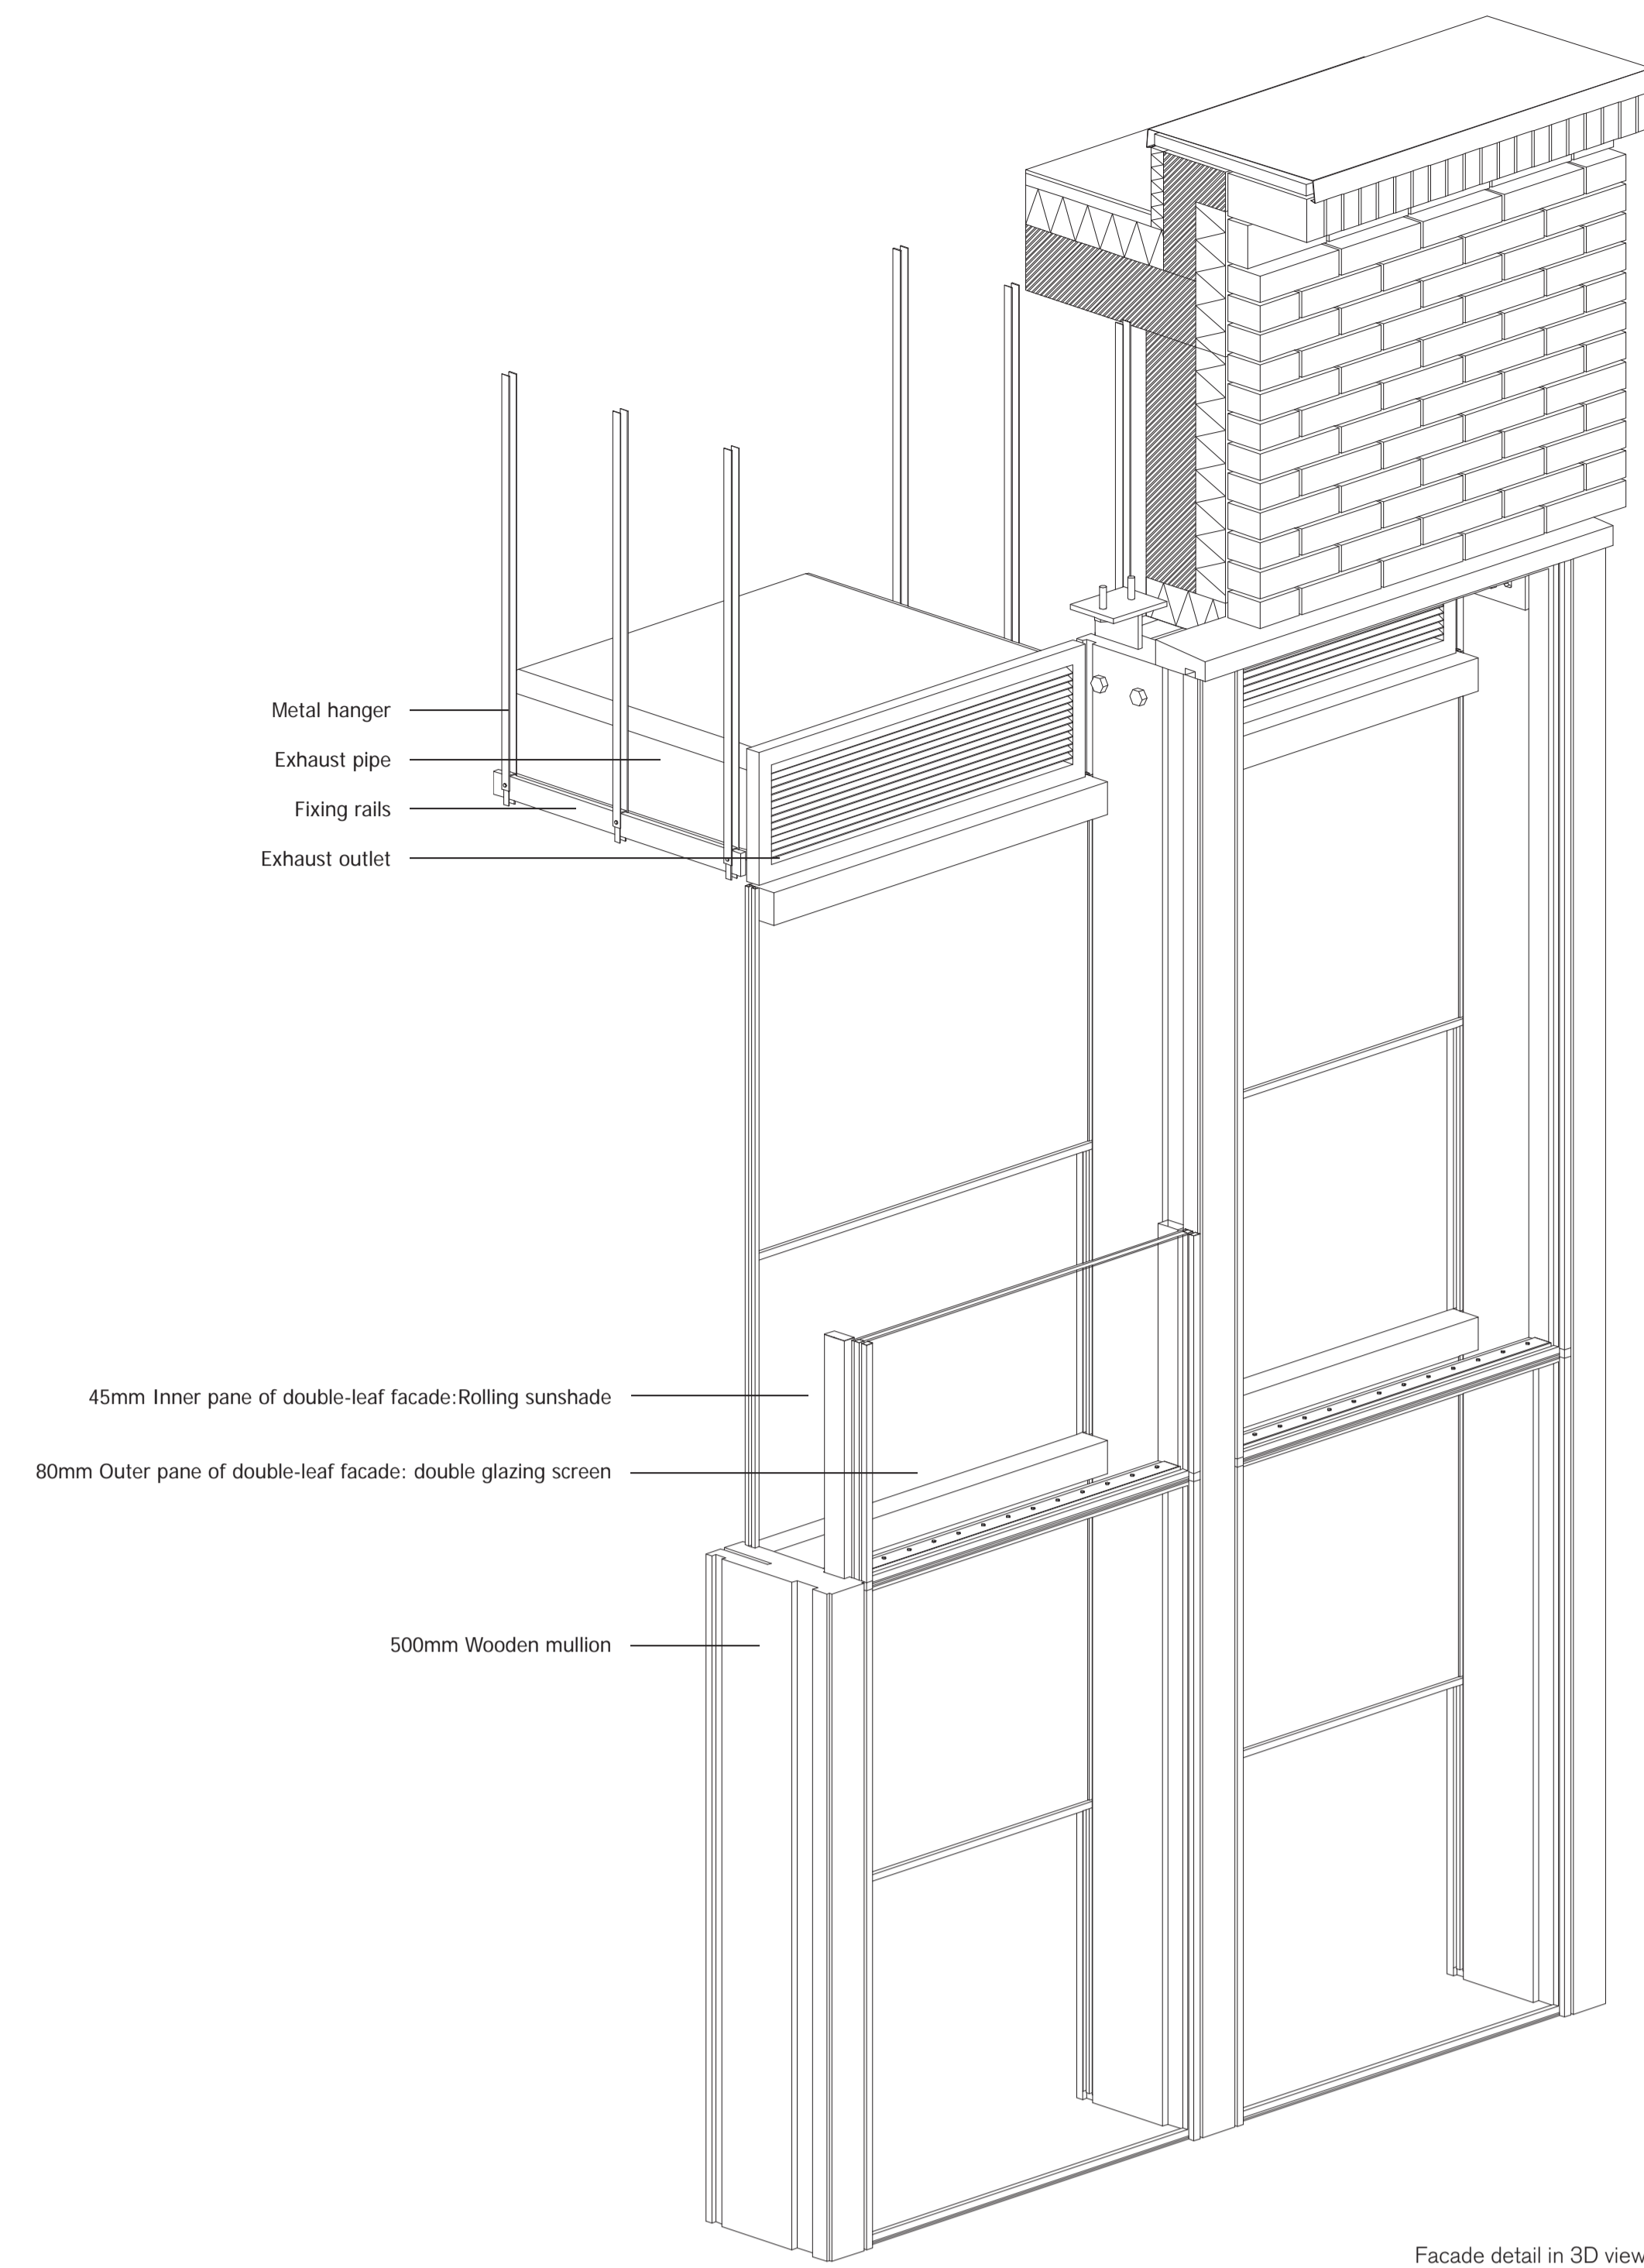 Metal hanger
Exhaust pipe
Fixing rails
Exhaust outlet
45mm Inner pane of double-leaf facade:Rolling sunshade
80mm Outer pane of double-leaf facade: double glazing screen
500mm Wooden mullion
Facade detail in 3D view